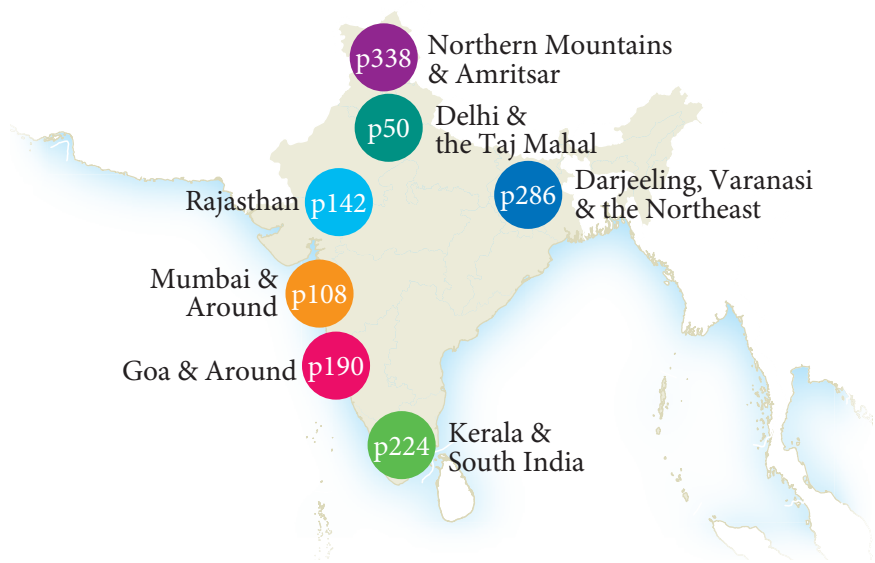 p338
Northern Mountains
& Amritsar
p50
Delhi &
the Taj Mahal
Rajasthan
p142
p286
Darjeeling, Varanasi
& the Northeast
Mumbai &
Around
p108
Goa & Around
p190
p224
Kerala &
South India